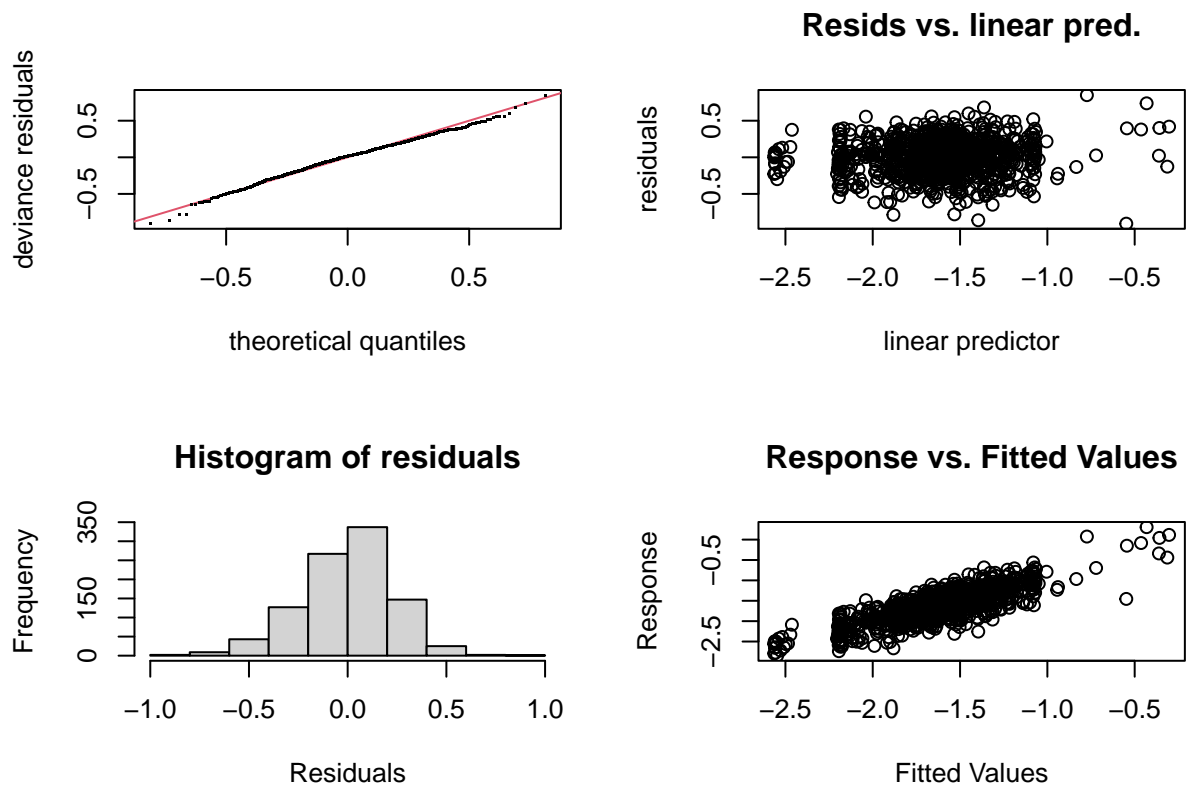 deviance residuals
0.5
−0.5
−0.5 0.0 0.5
theoretical quantiles
Resids vs. linear pred.
residuals
0.5
−0.5
−2.5 −2.0 −1.5 −1.0 −0.5
linear predictor
Histogram of residuals
Frequency
350
150
0
−1.0 −0.5 0.0 0.5 1.0
Residuals
Response vs. Fitted Values
Response
−0.5
−2.5
−2.5 −2.0 −1.5 −1.0 −0.5
Fitted Values